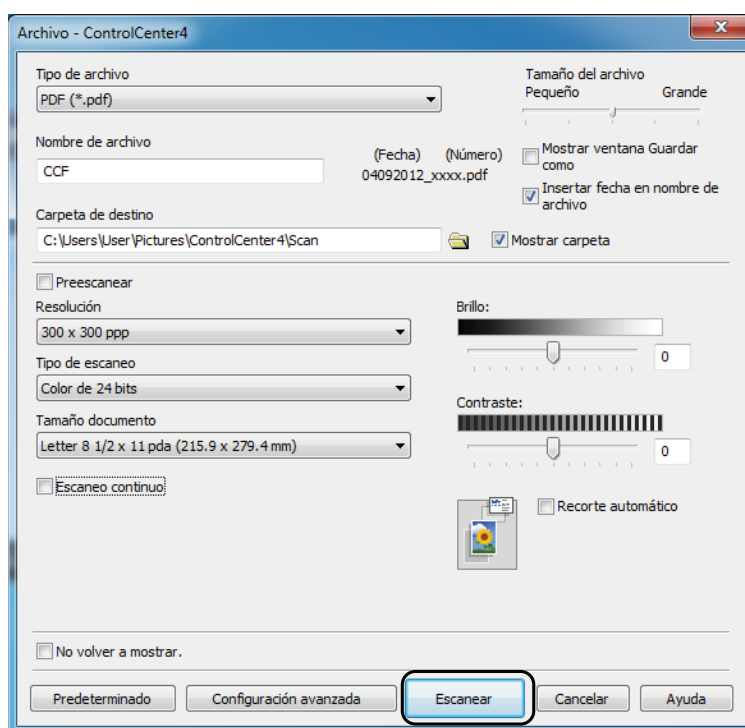 Archivo - ControlCenter4
Tipo de archivo
PDF (*.pdf)
Tamaño del archivo
Pequeño Grande
Nombre de archivo
CCF
(Fecha) (Número)
04092012_xxxx.pdf
Mostrar ventana Guardar
como
Insertar fecha en nombre de
archivo
Carpeta de destino
C:\Users\User\Pictures\ControlCenter4\Scan
Mostrar carpeta
Preescanear
Resolución
300 x 300 ppp
Tipo de escaneo
Color de 24 bits
Tamaño documento
Letter 8 1/2 x 11 pda (215.9 x 279.4 mm)
Escaneo continuo
Brillo:
0
Contraste:
0
Recorte automático
No volver a mostrar.
Predeterminado Configuración avanzada Escanear Cancelar Ayuda